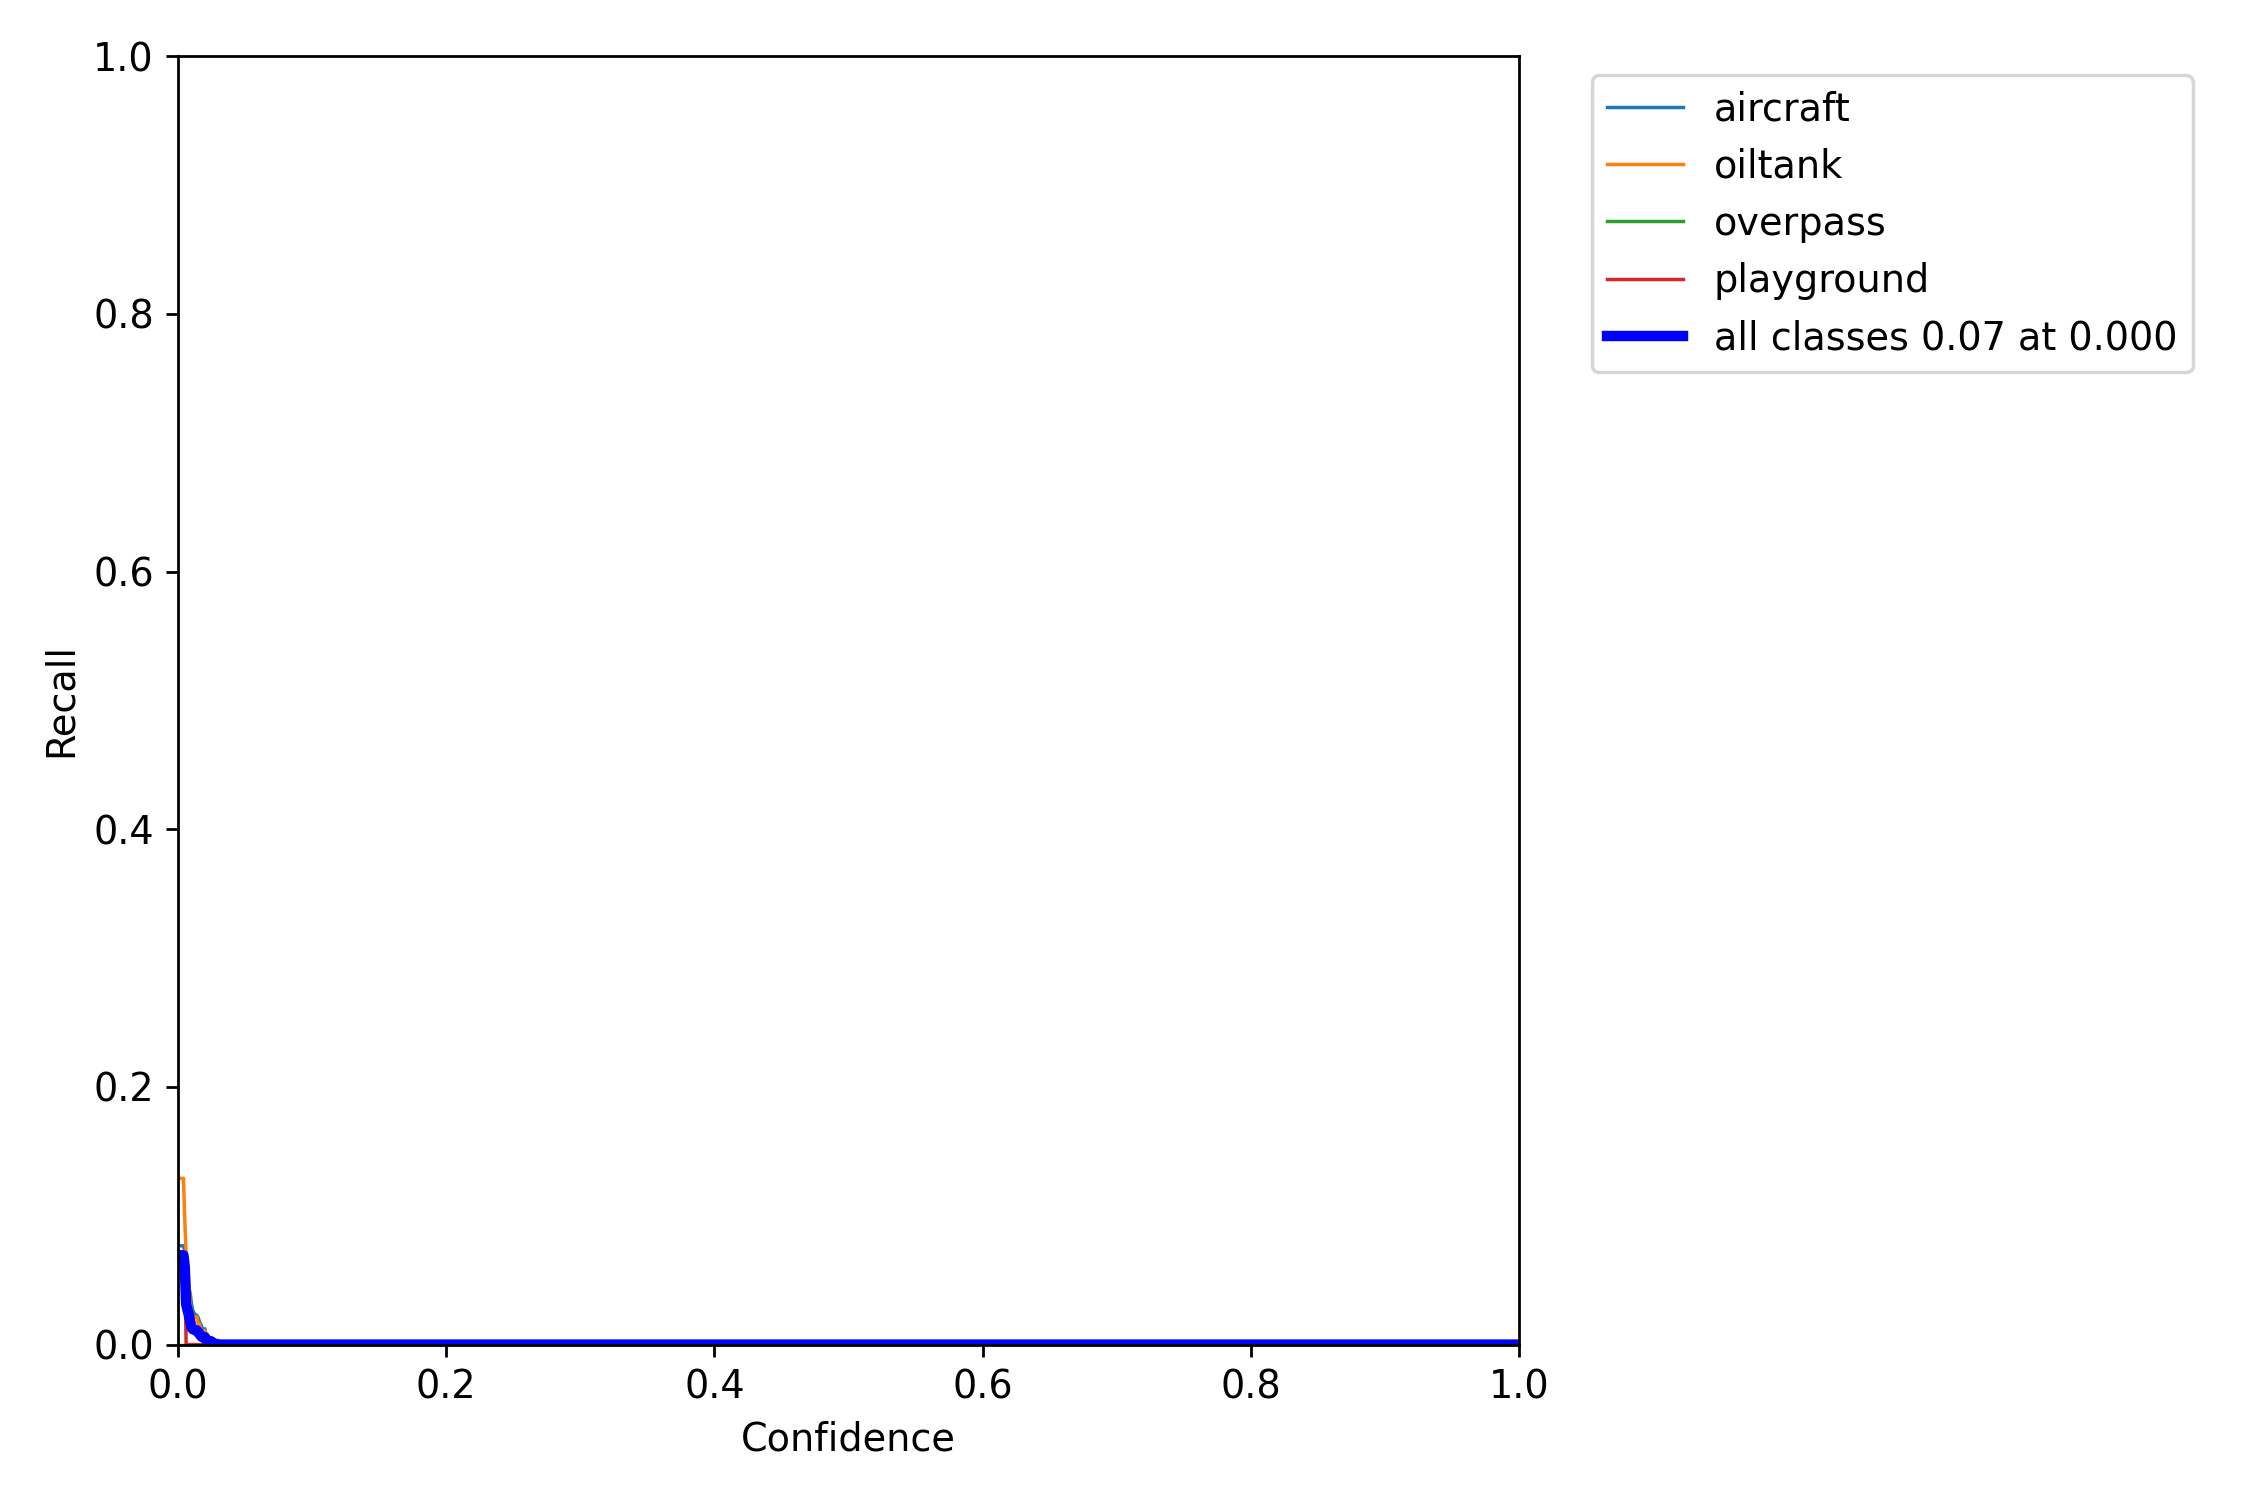 1.0
0.8
0.6
0.4
0.2
0.0
Recall
0.0 0.2 0.4 0.6 0.8 1.0
Confidence
aircraft
oiltank
overpass
playground
all classes 0.07 at 0.000